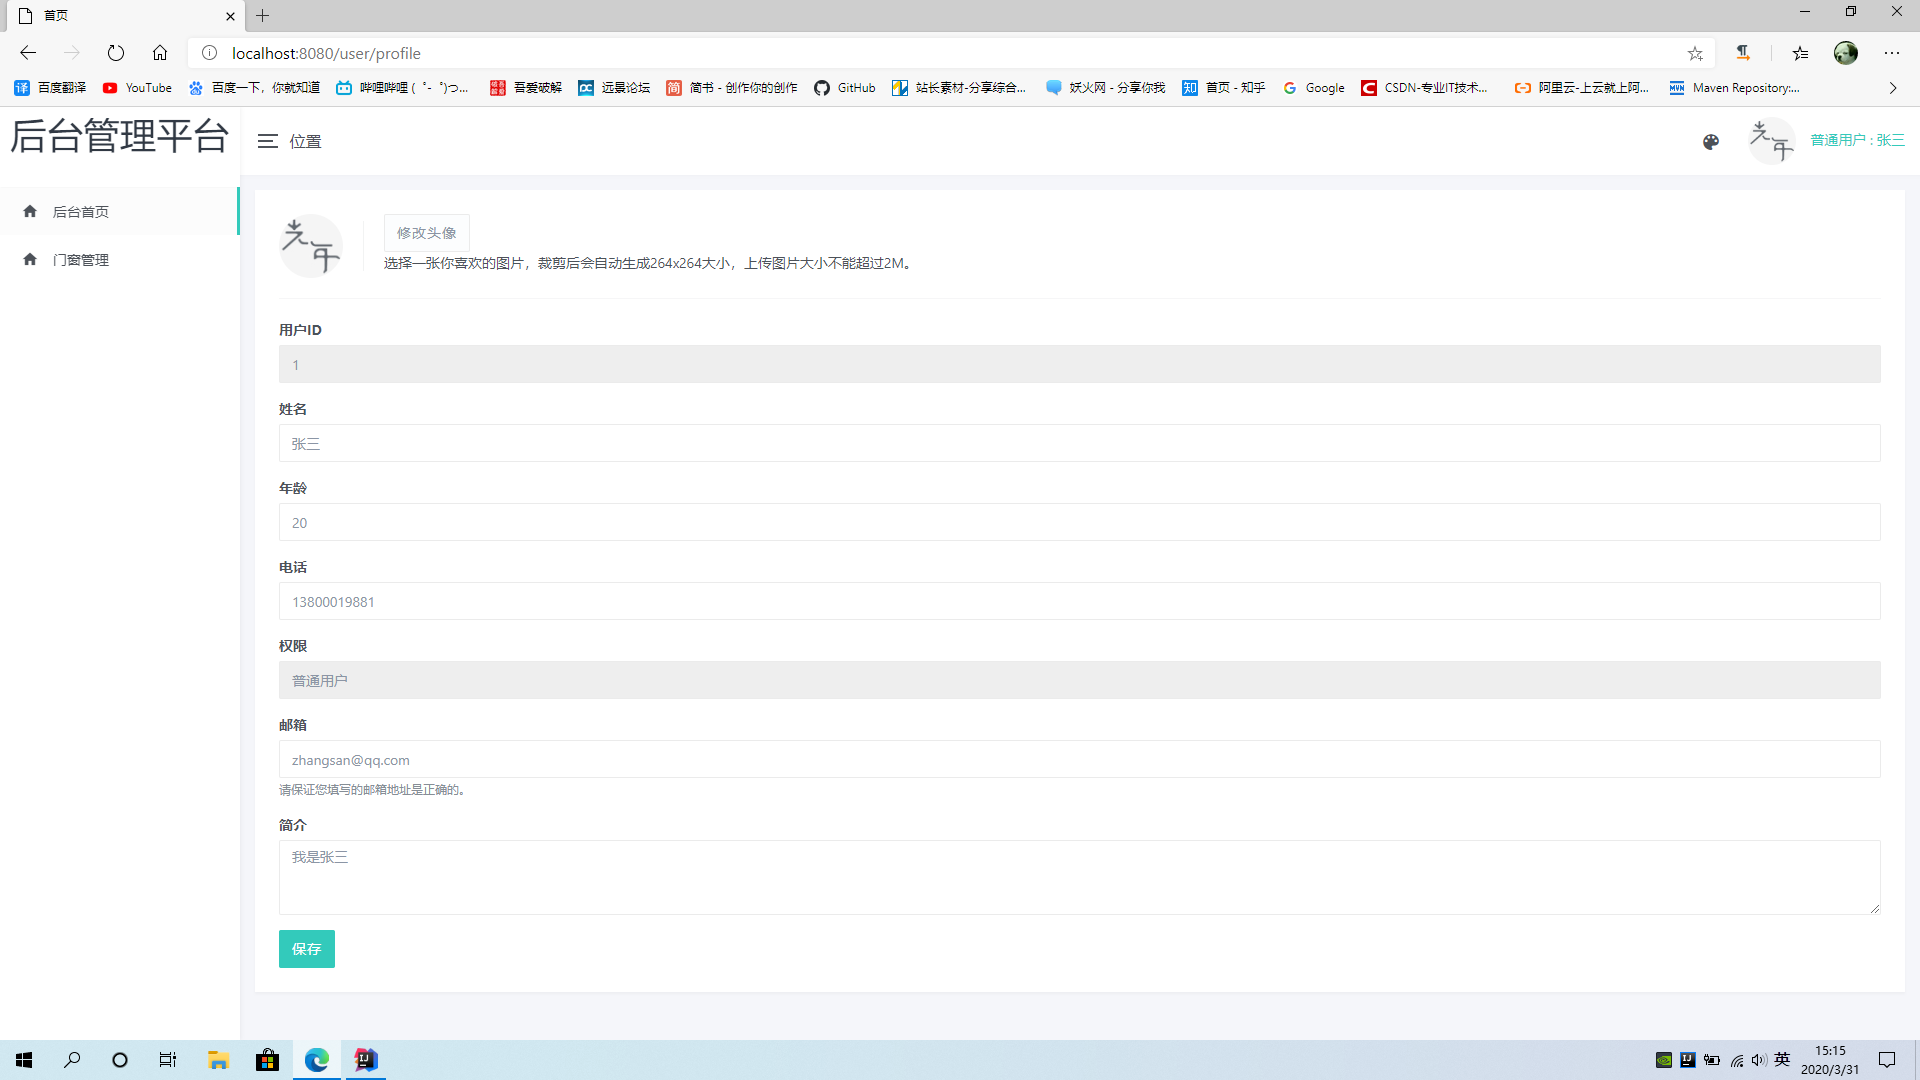 首页
localhost:8080/user/profile
百度翻译
YouTube
百度一下，你就知道
哔哩哔哩 ( ゜- ゜)つ...
吾爱破解
远景论坛
简书 - 创作你的创作
GitHub
站长素材-分享综合...
妖火网 - 分享你我
首页 - 知乎
Google
CSDN-专业IT技术...
阿里云-上云就上阿...
Maven Repository:...
后台管理平台
位置
普通用户 : 张三
后台首页
门窗管理
修改头像
选择一张你喜欢的图片，裁剪后会自动生成264x264大小，上传图片大小不能超过2M。
用户ID
1
姓名
张三
年龄
20
电话
13800019881
权限
普通用户
邮箱
zhangsan@qq.com
请保证您填写的邮箱地址是正确的。
简介
我是张三
保存
英
15:15
2020/3/31